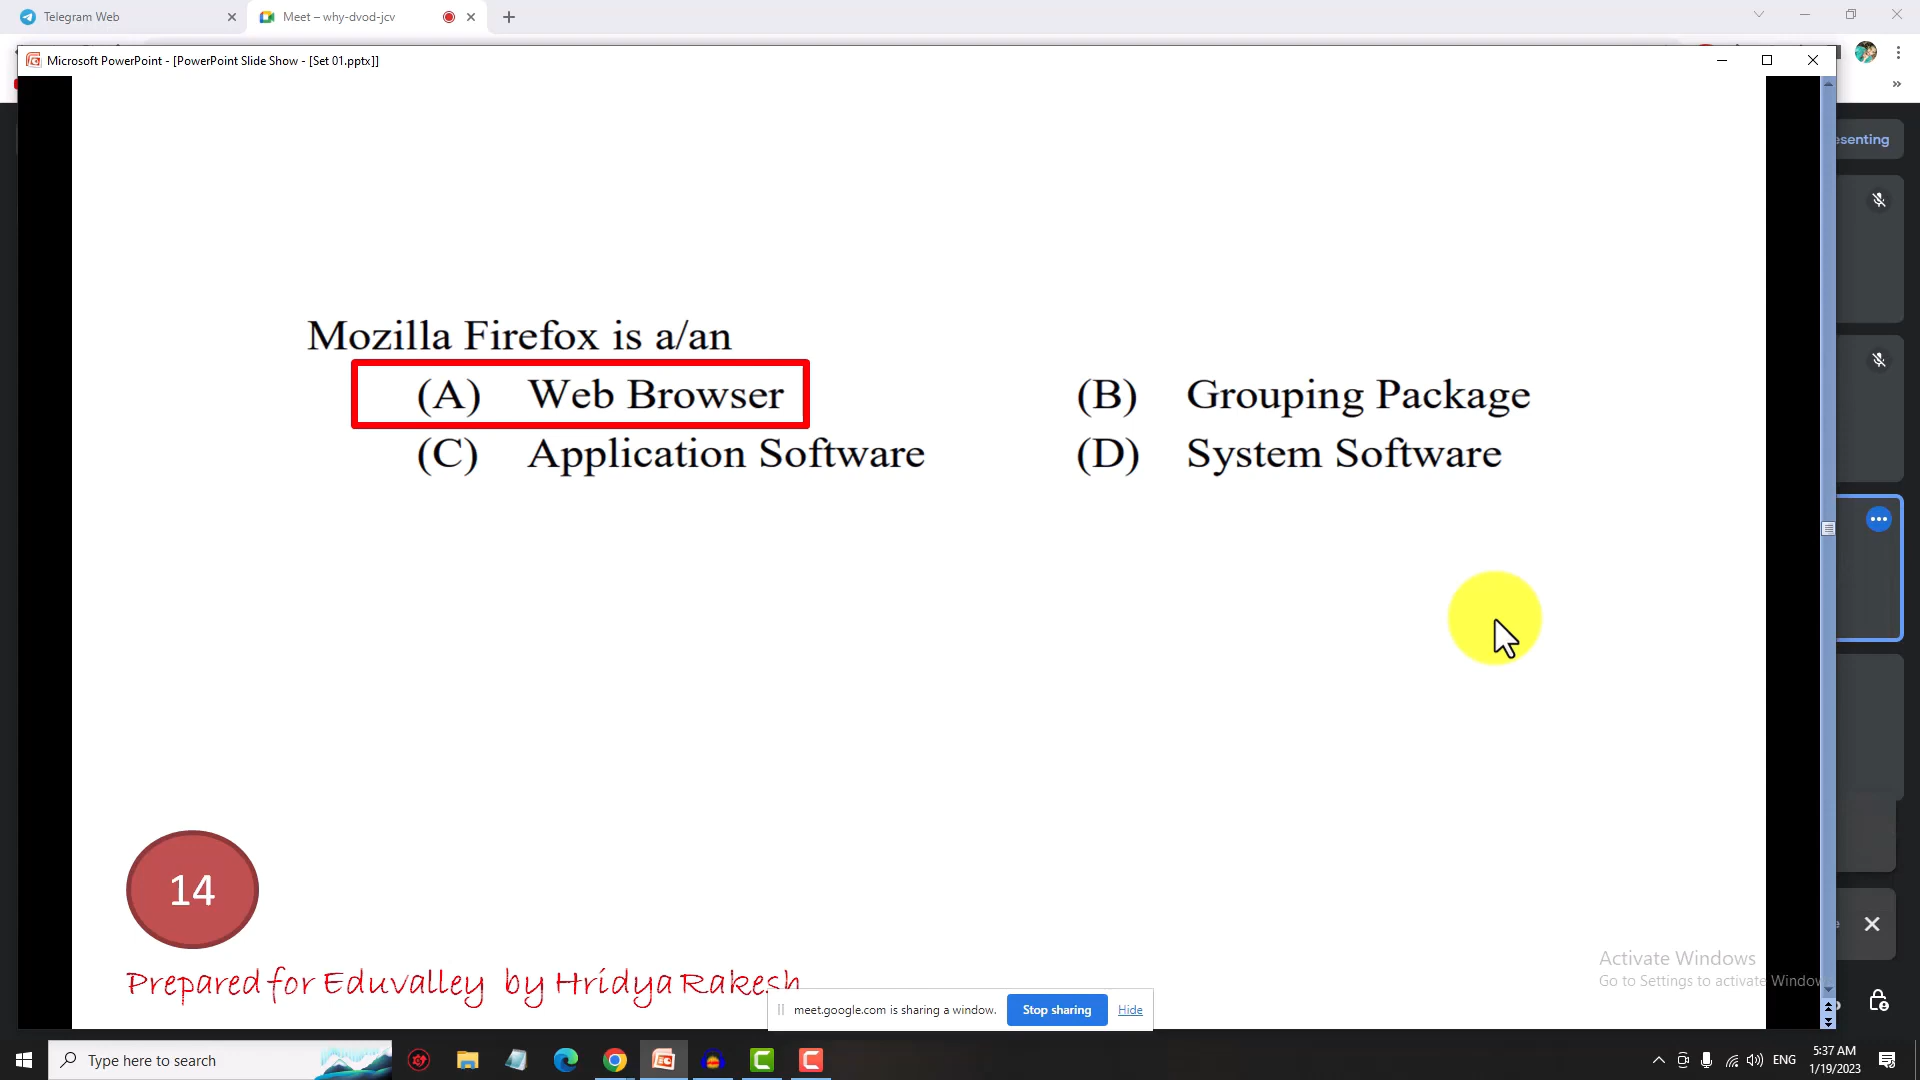 Telegram Web
Meet – why-dvod-jcv
Microsoft PowerPoint - [PowerPoint Slide Show - [Set 01.pptx]]
esenting
Mozilla Firefox is a/an
(A) Web Browser (B) Grouping Package
(C) Application Software (D) System Software
14
Prepared for Eduvalley by Hridya Rakesh
Activate Windows
Go to Settings to activate Window
meet.google.com is sharing a window. Stop sharing Hide
Type here to search
ENG
5:37 AM
1/19/2023